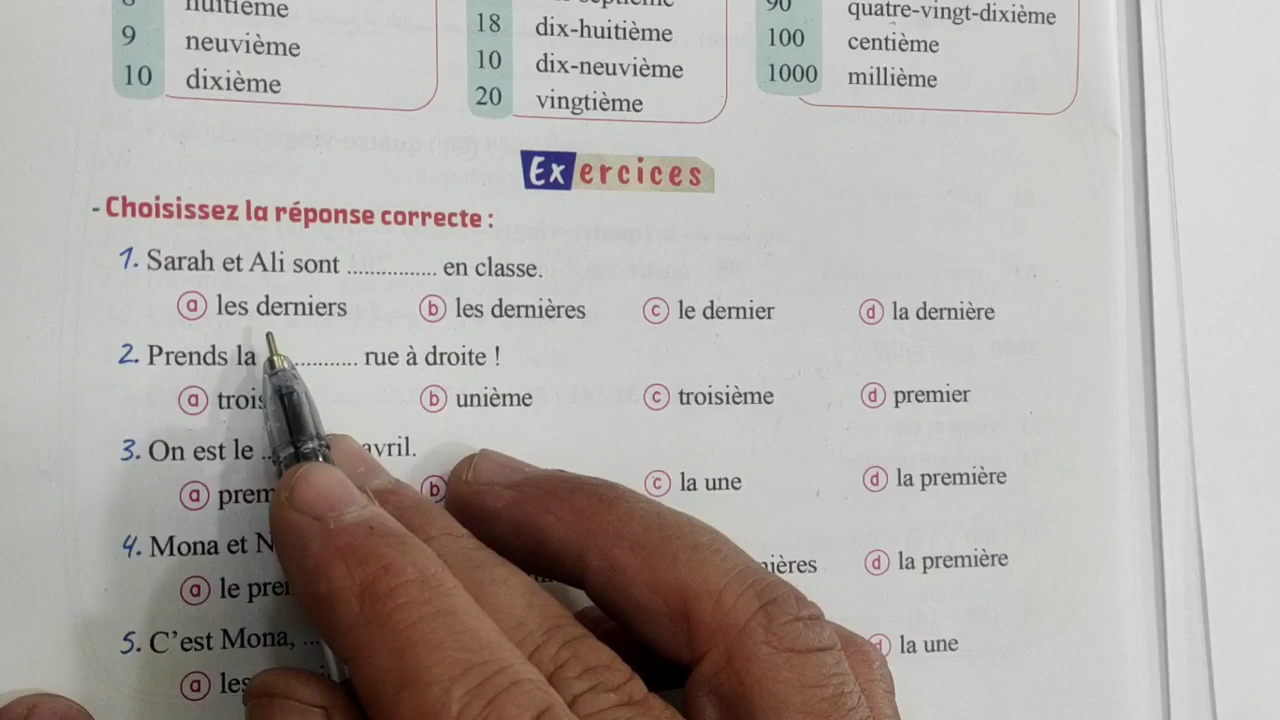 huitième
9 neuvième
10 dixième
18 dix-huitième
10 dix-neuvième
20 vingtième
90 quatre-vingt-dixième
100 centième
1000 millième
Exercices
- Choisissez la réponse correcte :
1. Sarah et Ali sont ............... en classe.
a les derniers b les dernières c le dernier d la dernière
2. Prends la ............ rue à droite !
a trois b unième c troisième d premier
3. On est le .. avril.
a prem b c la une d la première
4. Mona et N
a le pre d la première
5. C'est Mona, ...
a les d la une